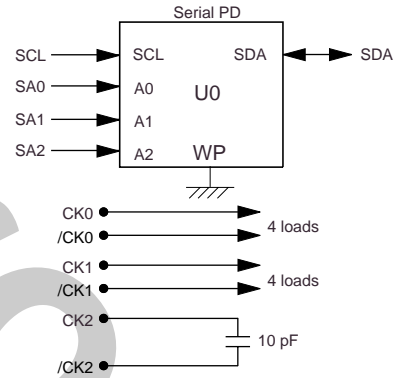 Serial PD
SCL SCL SDA SDA
SA0 A0 U0
SA1 A1
SA2 A2 WP
CK0
/CK0 4 loads
CK1
/CK1 4 loads
CK2
10 pF
/CK2